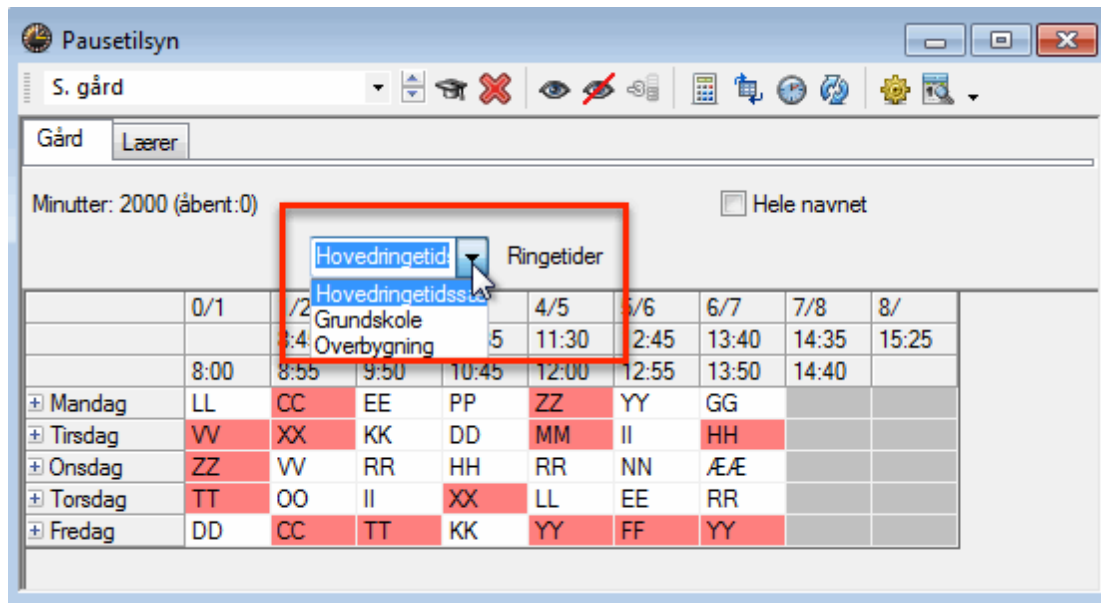 Pausetilsyn
S. gård
Gård Lærer
Minutter: 2000 (åbent:0) Hele navnet
Ringetider
Grundskole
Overbygning
0/1 4/5 6/7 7/8 8/
11:30 13:40 14:35 15:25
8:00 8:55 9:50 10:45 12:00 12:55 13:50 14:40
Mandag LL CC EE PP ZZ YY GG
Tirsdag VV XX KK DD MM II HH
Onsdag ZZ VV RR HH RR NN ÆÆ
Torsdag TT OO II XX LL EE RR
Fredag DD CC TT KK YY FF YY